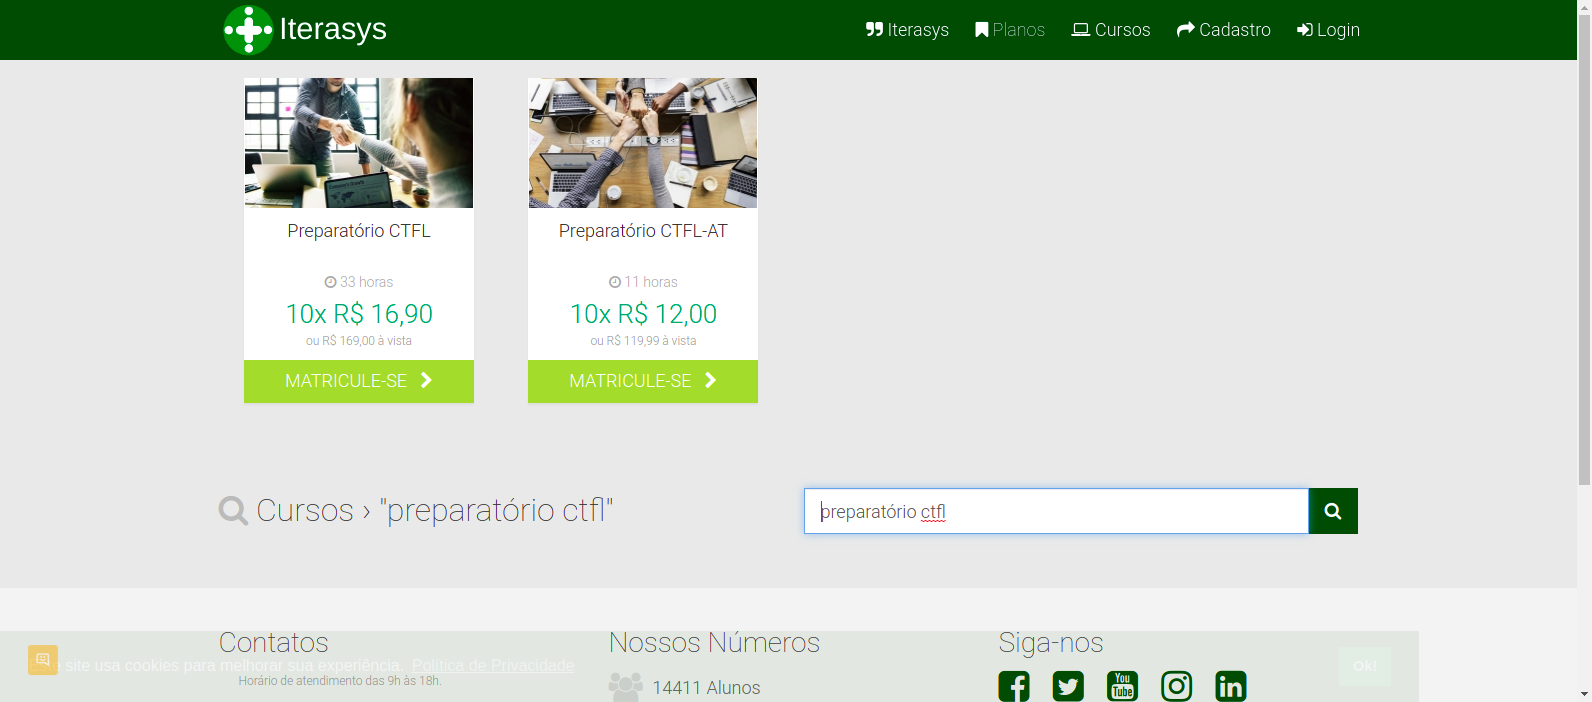 Iterasys
Iterasys Planos Cursos Cadastro Login
Preparatório CTFL
33 horas
10x R$ 16,90
ou R$ 169,00 à vista
MATRICULE-SE
Preparatório CTFL-AT
11 horas
10x R$ 12,00
ou R$ 119,99 à vista
MATRICULE-SE
Cursos › "preparatório ctfl"
preparatório ctfl
Contatos
site usa cookies para melhorar sua experiência. Política de Privacidade
Ok!
Horário de atendimento das 9h às 18h.
Nossos Números
14411 Alunos
Siga-nos
You
Tube
in